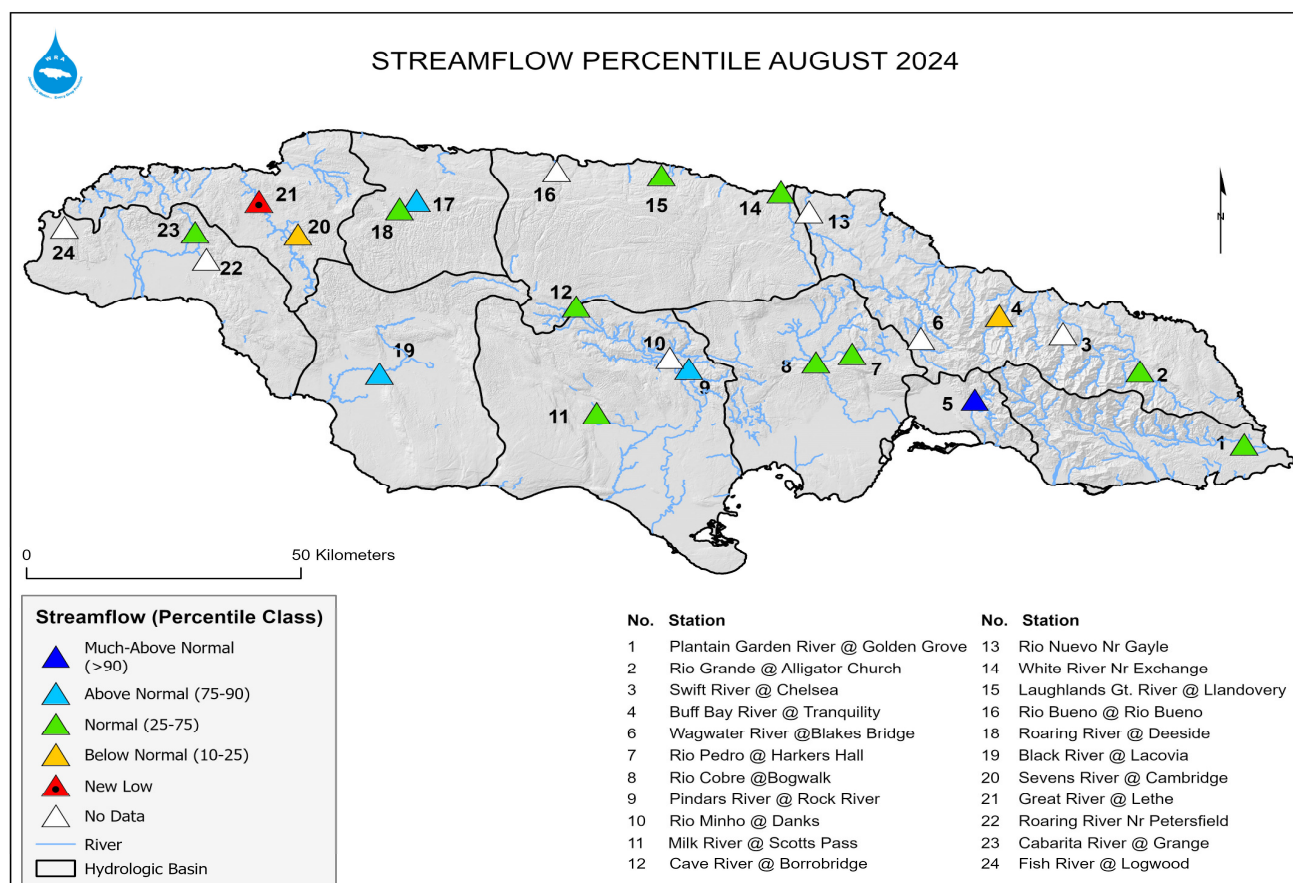 W R A
STREAMFLOW PERCENTILE AUGUST 2024
N
21
17
16
15
14
13
18
20
23
24
22
12
4
6
3
10
19
8
7
2
9
5
11
1
0
50 Kilometers
Streamflow (Percentile Class)
Much-Above Normal
(>90)
Above Normal (75-90)
Normal (25-75)
Below Normal (10-25)
New Low
No Data
River
Hydrologic Basin
No. Station
1 Plantain Garden River @ Golden Grove
2 Rio Grande @ Alligator Church
3 Swift River @ Chelsea
4 Buff Bay River @ Tranquility
6 Wagwater River @Blakes Bridge
7 Rio Pedro @ Harkers Hall
8 Rio Cobre @Bogwalk
9 Pindars River @ Rock River
10 Rio Minho @ Danks
11 Milk River @ Scotts Pass
12 Cave River @ Borrobridge
No. Station
13 Rio Nuevo Nr Gayle
14 White River Nr Exchange
15 Laughlands Gt. River @ Llandovery
16 Rio Bueno @ Rio Bueno
18 Roaring River @ Deeside
19 Black River @ Lacovia
20 Sevens River @ Cambridge
21 Great River @ Lethe
22 Roaring River Nr Petersfield
23 Cabarita River @ Grange
24 Fish River @ Logwood